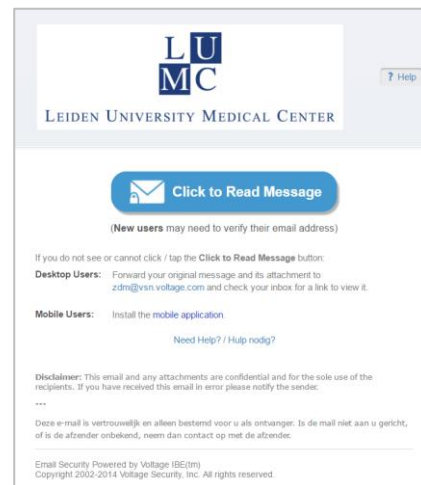 L U
M C
LEIDEN UNIVERSITY MEDICAL CENTER
? Help
Click to Read Message
(New users may need to verify their email address)
If you do not see or cannot click / tap the Click to Read Message button:
Desktop Users: Forward your original message and its attachment to
zdm@vsn.voltage.com and check your inbox for a link to view it.
Mobile Users: Install the mobile application.
Need Help? / Hulp nodig?
Disclaimer: This email and any attachments are confidential and for the sole use of the
recipients. If you have received this email in error please notify the sender.
---
Deze e-mail is vertrouwelijk en alleen bestemd voor u als ontvanger. Is de mail niet aan u gericht,
of is de afzender onbekend, neem dan contact op met de afzender.
Email Security Powered by Voltage IBE(tm)
Copyright 2002-2014 Voltage Security, Inc. All rights reserved.